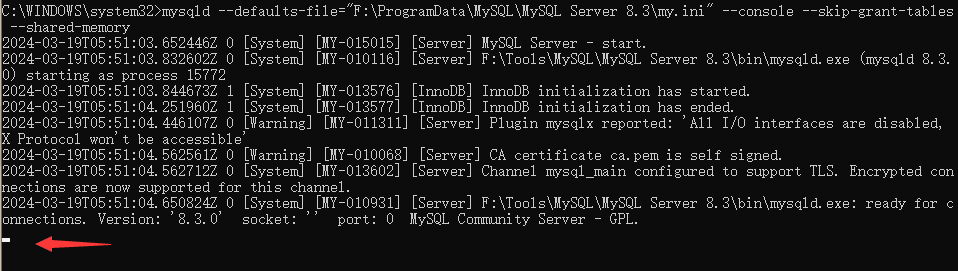 C:\WINDOWS\system32>mysqld --defaults-file="F:\ProgramData\MySQL\MySQL Server 8.3\my.ini" --console --skip-grant-tables
--shared-memory
2024-03-19T05:51:03.652446Z 0 [System] [MY-015015] [Server] MySQL Server - start.
2024-03-19T05:51:03.832602Z 0 [System] [MY-010116] [Server] F:\Tools\MySQL\MySQL Server 8.3\bin\mysqld.exe (mysqld 8.3.
0) starting as process 15772
2024-03-19T05:51:03.844673Z 1 [System] [MY-013576] [InnoDB] InnoDB initialization has started.
2024-03-19T05:51:04.251960Z 1 [System] [MY-013577] [InnoDB] InnoDB initialization has ended.
2024-03-19T05:51:04.446107Z 0 [Warning] [MY-011311] [Server] Plugin mysqlx reported: 'All I/O interfaces are disabled,
X Protocol won't be accessible'
2024-03-19T05:51:04.562561Z 0 [Warning] [MY-010068] [Server] CA certificate ca.pem is self signed.
2024-03-19T05:51:04.562712Z 0 [System] [MY-013602] [Server] Channel mysql_main configured to support TLS. Encrypted con
nections are now supported for this channel.
2024-03-19T05:51:04.650824Z 0 [System] [MY-010931] [Server] F:\Tools\MySQL\MySQL Server 8.3\bin\mysqld.exe: ready for c
onnections. Version: '8.3.0'  socket: ''  port: 0  MySQL Community Server - GPL.